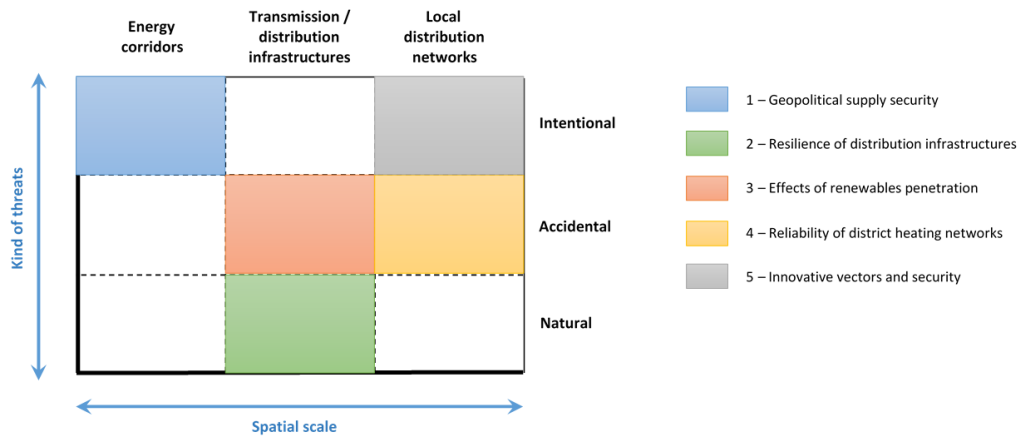 Energy
corridors
Transmission /
distribution
infrastructures
Local
distribution
networks
Kind of threats
Intentional
Accidental
Natural
Spatial scale
1 – Geopolitical supply security
2 – Resilience of distribution infrastructures
3 – Effects of renewables penetration
4 – Reliability of district heating networks
5 – Innovative vectors and security